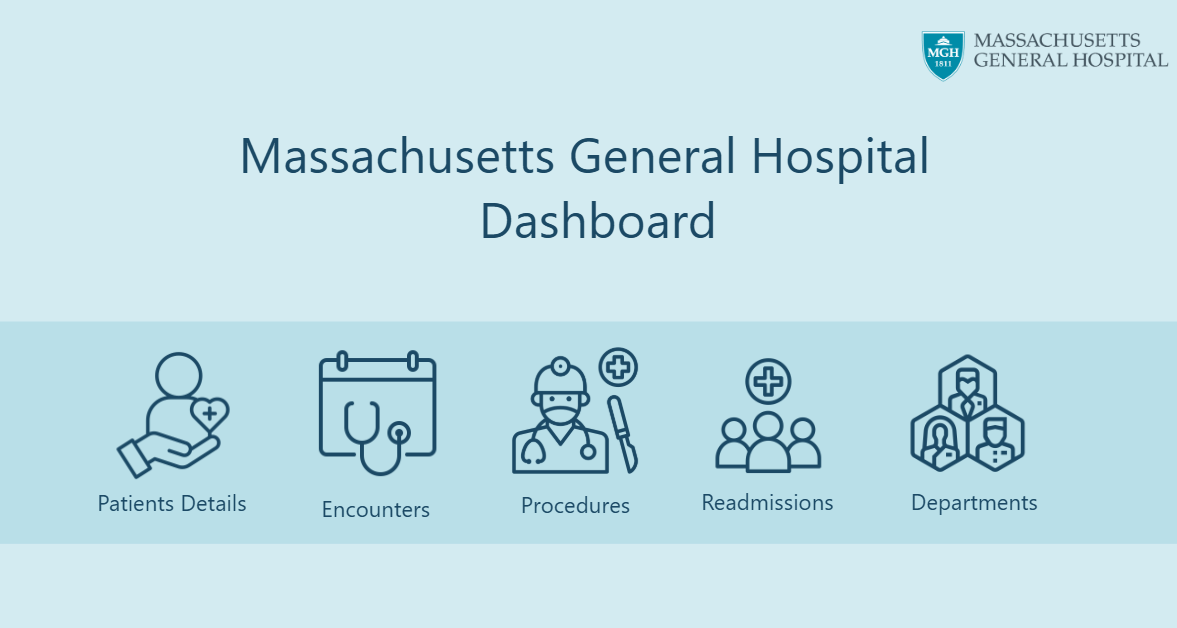 MASSACHUSETTS
GENERAL HOSPITAL
MGH
1811
Massachusetts General Hospital
Dashboard
Patients Details
Encounters
Procedures
Readmissions
Departments